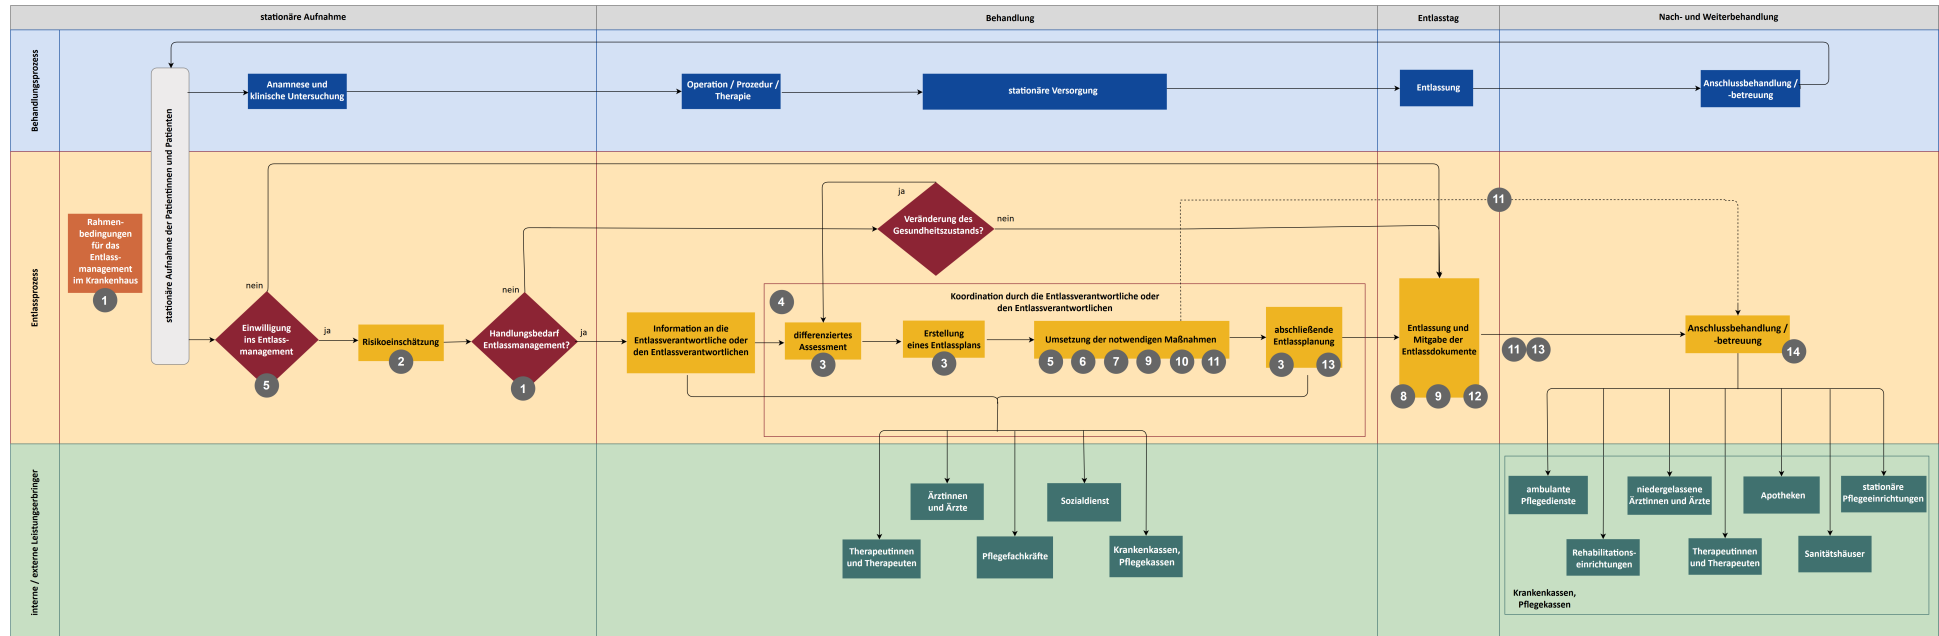 stationäre Aufnahme
Behandlung
Entlasstag
Nach- und Weiterbehandlung
Behandlungsprozess
stationäre Aufnahme der Patientinnen und Patienten
Anamnese und
klinische Untersuchung
Operation / Prozedur /
Therapie
stationäre Versorgung
Entlassung
Anschlussbehandlung /
-betreuung
Entlassprozess
Rahmen-
bedingungen
für das
Entlass-
management
im Krankenhaus
1
nein
Einwilligung
ins Entlass-
management
5
ja
Risikoeinschätzung
2
nein
Handlungsbedarf
Entlassmanagement?
1
ja
Information an die
Entlassverantwortliche oder
den Entlassverantwortlichen
ja
Veränderung des
Gesundheitszustands?
nein
4
Koordination durch die Entlassverantwortliche oder
den Entlassverantwortlichen
differenziertes
Assessment
3
Erstellung
eines Entlassplans
3
Umsetzung der notwendigen Maßnahmen
5
6
7
9
10
11
abschließende
Entlassplanung
3
13
Entlassung und
Mitgabe der
Entlassdokumente
8
9
12
11
11
13
Anschlussbehandlung /
-betreuung
14
interne / externe Leistungserbringer
Ärztinnen
und Ärzte
Sozialdienst
Therapeutinnen
und Therapeuten
Pflegefachkräfte
Krankenkassen,
Pflegekassen
ambulante
Pflegedienste
niedergelassene
Ärztinnen und Ärzte
Apotheken
stationäre
Pflegeeinrichtungen
Rehabilitations-
einrichtungen
Therapeutinnen
und Therapeuten
Sanitätshäuser
Krankenkassen,
Pflegekassen